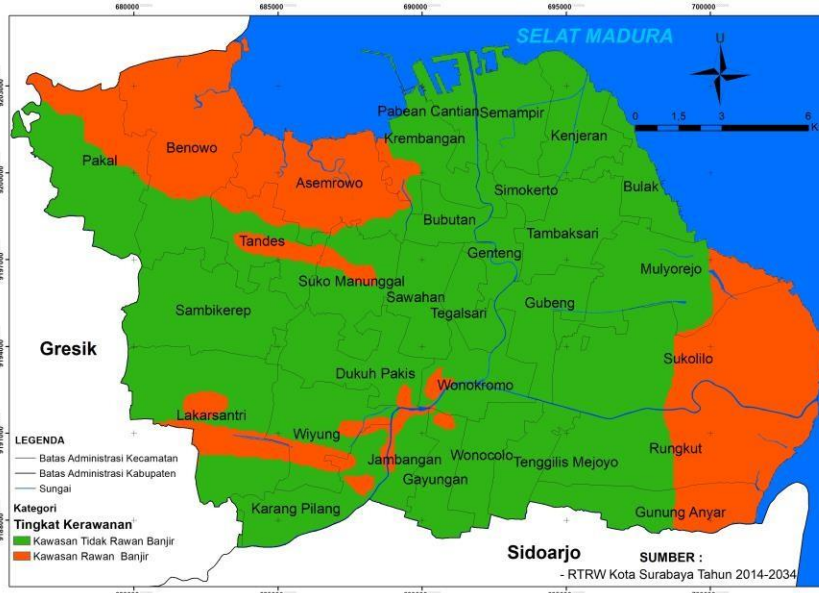 680000 685000 690000 695000 700000
SELAT MADURA
U
0 1.5 3 6
K
Pabean Cantian Semampir
Krembangan
Kenjeran
Pakal
Benowo
Asemrowo
Simokerto
Bulak
Bubutan
Tambaksari
Tandes
Genteng
Mulyorejo
Suko Manunggal
Sawahan
Sambikerep
Tegalsari
Gubeng
Gresik
Sukolilo
Dukuh Pakis
Wonokromo
Lakarsantri
Wiyung
Jambangan
Wonocolo
Tenggilis Mejoyo
Rungkut
Gayungan
Karang Pilang
Gunung Anyar
LEGENDA
Batas Administrasi Kecamatan
Batas Administrasi Kabupaten
Sungai
Kategori
Tingkat Kerawanan
Kawasan Tidak Rawan Banjir
Kawasan Rawan Banjir
Sidoarjo
SUMBER :
- RTRW Kota Surabaya Tahun 2014-2034